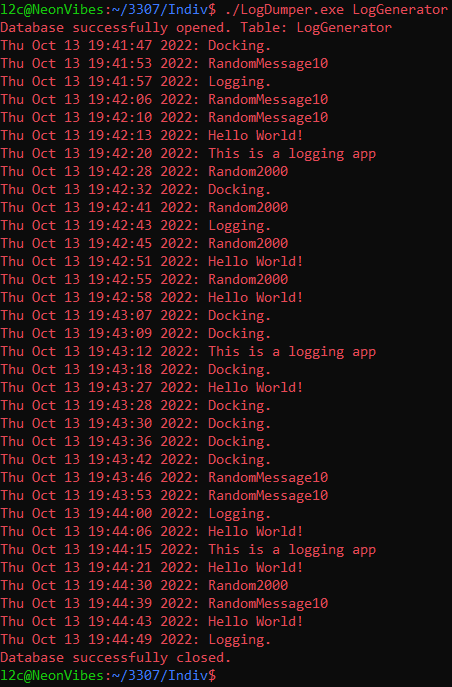 l2c@NeonVibes:~/3307/Indiv$ ./LogDumper.exe LogGenerator
Database successfully opened. Table: LogGenerator
Thu Oct 13 19:41:47 2022: Docking.
Thu Oct 13 19:41:53 2022: RandomMessage10
Thu Oct 13 19:41:57 2022: Logging.
Thu Oct 13 19:42:06 2022: RandomMessage10
Thu Oct 13 19:42:10 2022: RandomMessage10
Thu Oct 13 19:42:13 2022: Hello World!
Thu Oct 13 19:42:20 2022: This is a logging app
Thu Oct 13 19:42:28 2022: Random2000
Thu Oct 13 19:42:32 2022: Docking.
Thu Oct 13 19:42:41 2022: Random2000
Thu Oct 13 19:42:43 2022: Logging.
Thu Oct 13 19:42:45 2022: Random2000
Thu Oct 13 19:42:51 2022: Hello World!
Thu Oct 13 19:42:55 2022: Random2000
Thu Oct 13 19:42:58 2022: Hello World!
Thu Oct 13 19:43:07 2022: Docking.
Thu Oct 13 19:43:09 2022: Docking.
Thu Oct 13 19:43:12 2022: This is a logging app
Thu Oct 13 19:43:18 2022: Docking.
Thu Oct 13 19:43:27 2022: Hello World!
Thu Oct 13 19:43:28 2022: Docking.
Thu Oct 13 19:43:30 2022: Docking.
Thu Oct 13 19:43:36 2022: Docking.
Thu Oct 13 19:43:42 2022: Docking.
Thu Oct 13 19:43:46 2022: RandomMessage10
Thu Oct 13 19:43:53 2022: RandomMessage10
Thu Oct 13 19:44:00 2022: Logging.
Thu Oct 13 19:44:06 2022: Hello World!
Thu Oct 13 19:44:15 2022: This is a logging app
Thu Oct 13 19:44:21 2022: Hello World!
Thu Oct 13 19:44:30 2022: Random2000
Thu Oct 13 19:44:39 2022: RandomMessage10
Thu Oct 13 19:44:43 2022: Hello World!
Thu Oct 13 19:44:49 2022: Logging.
Database successfully closed.
l2c@NeonVibes:~/3307/Indiv$